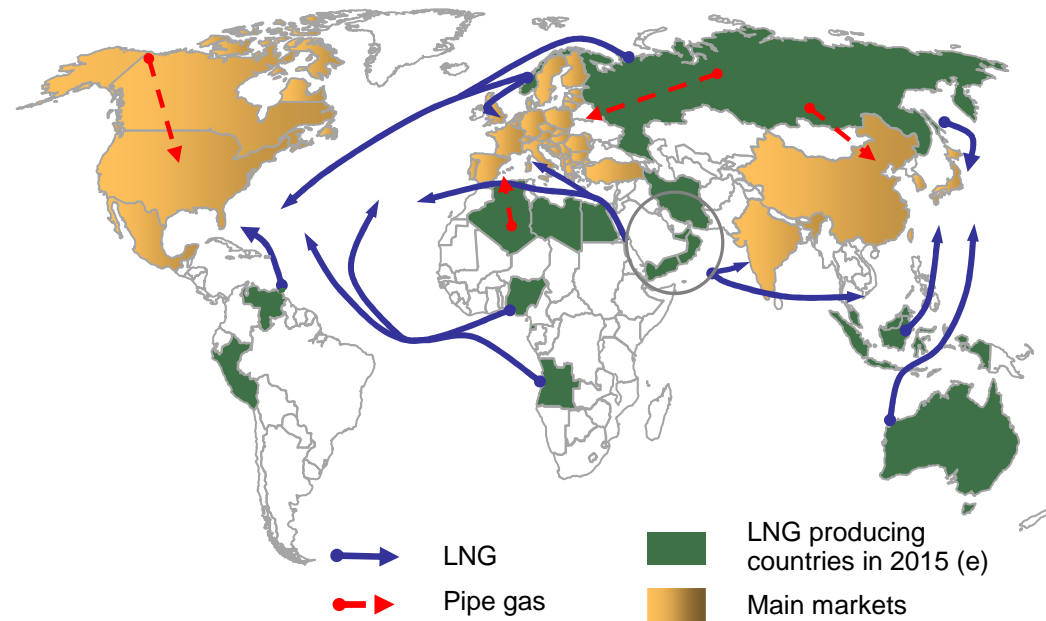 LNG
Pipe gas
LNG producing
countries in 2015 (e)
Main markets